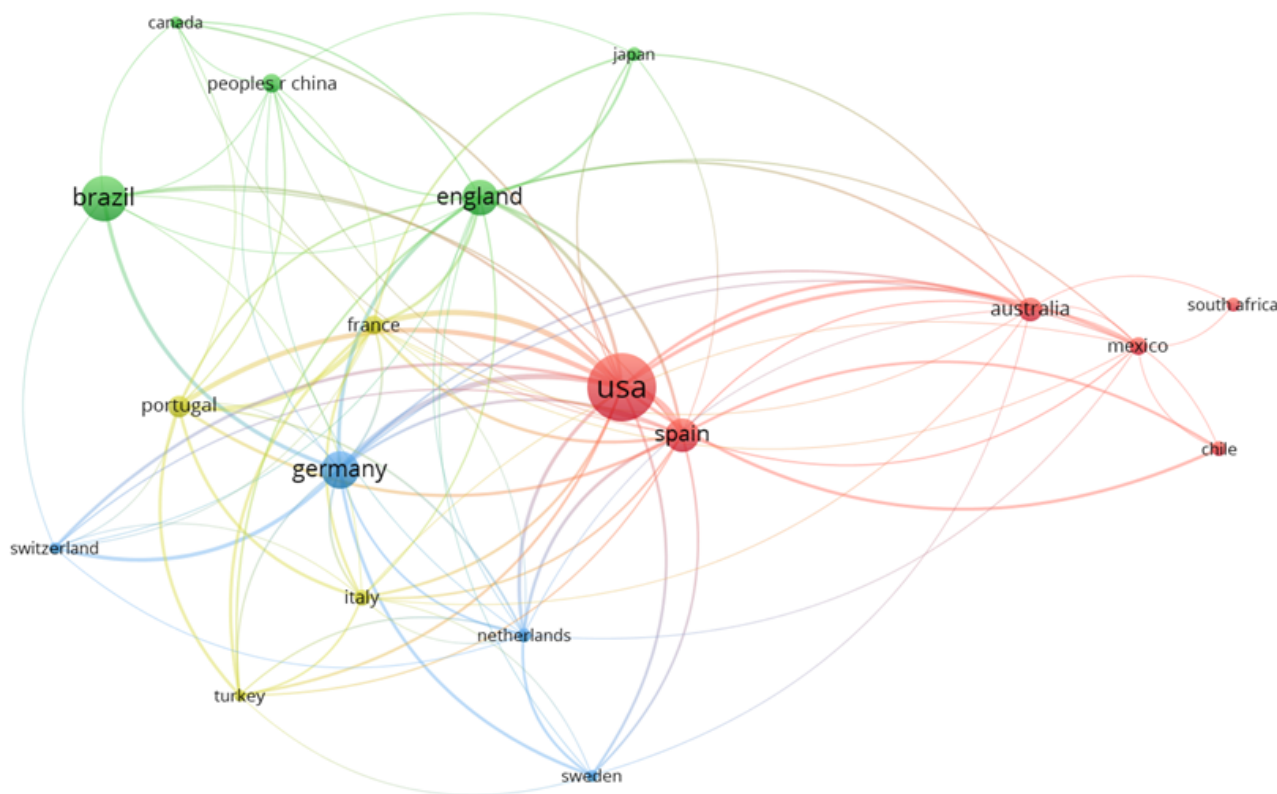 canada
japan
peoples r china
brazil
england
australia
south africa
france
mexico
usa
portugal
spain
chile
germany
switzerland
italy
netherlands
turkey
sweden